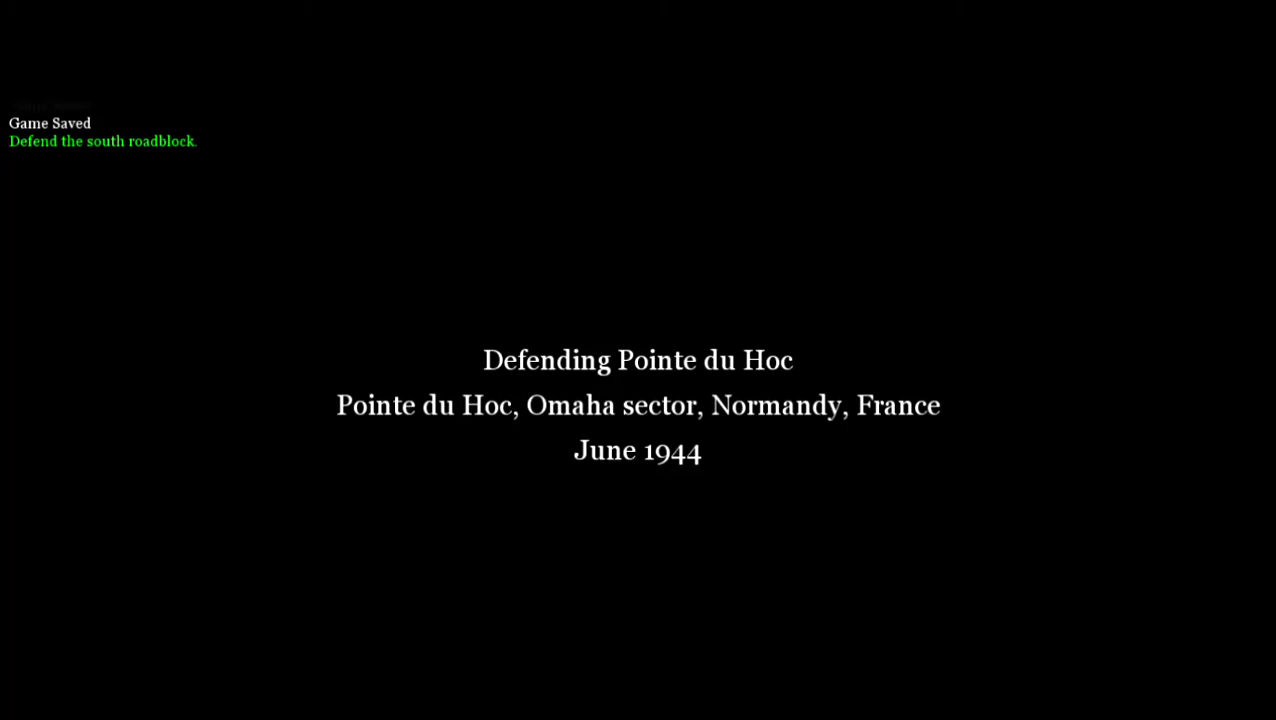 Game Saved
Defend the south roadblock.
Defending Pointe du Hoc
Pointe du Hoc, Omaha sector, Normandy, France
June 1944